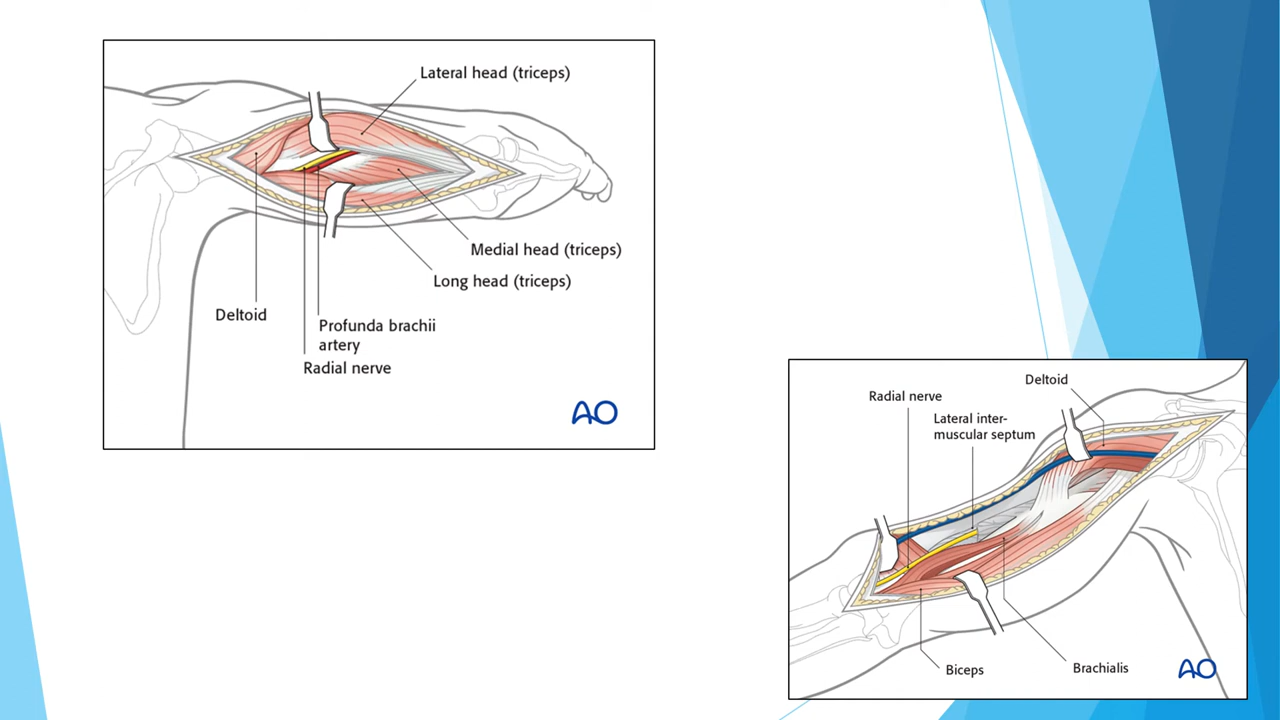 Lateral head (triceps)
Medial head (triceps)
Long head (triceps)
Deltoid
Profunda brachii
artery
Radial nerve
AO
Deltoid
Radial nerve
Lateral inter-
muscular septum
Biceps
Brachialis
AO